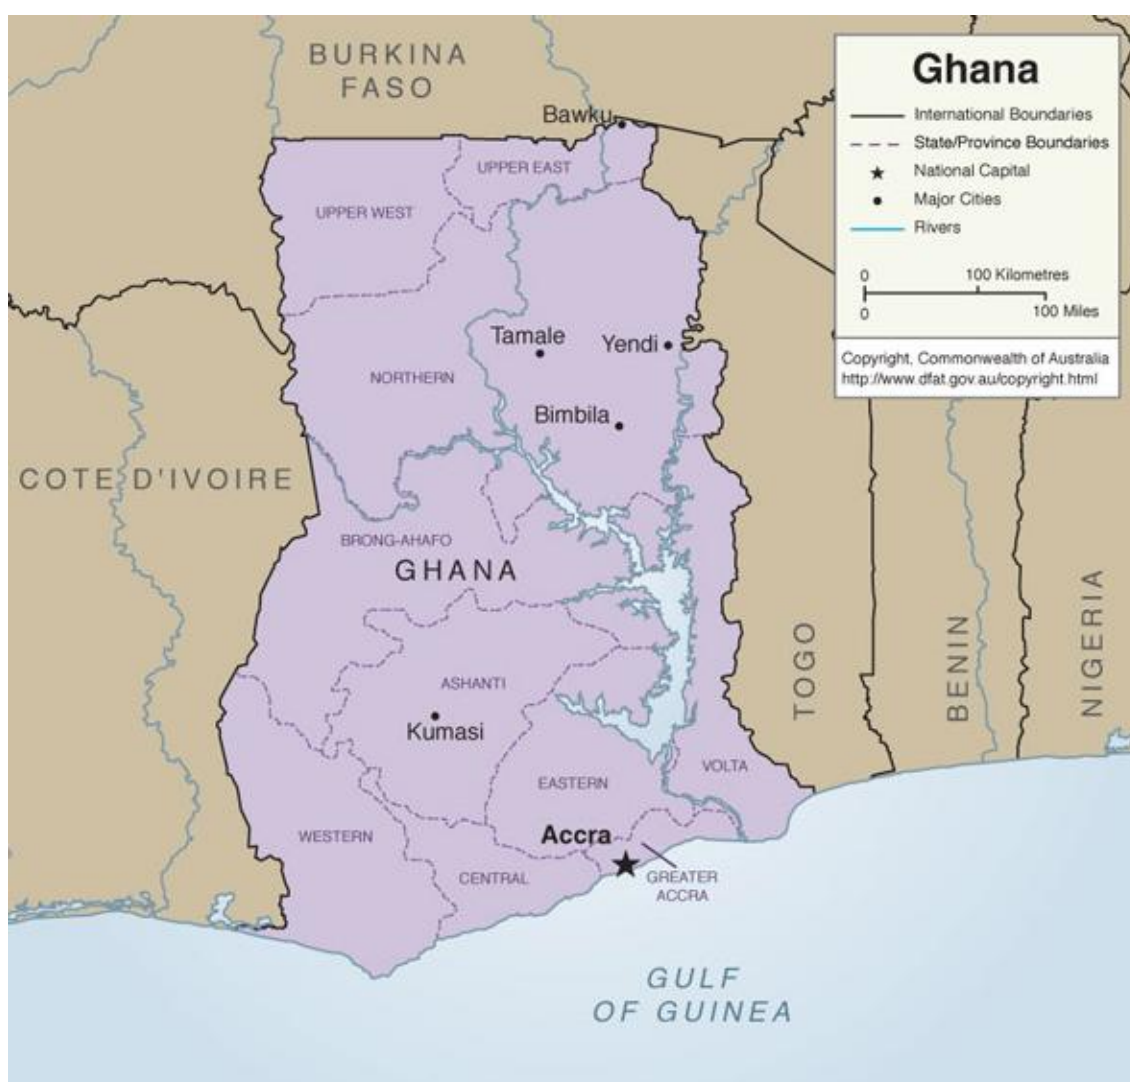 BURKINA
FASO
Ghana
International Boundaries
State/Province Boundaries
National Capital
Major Cities
Rivers
0
100 Kilometres
0
100 Miles
Copyright, Commonwealth of Australia
http://www.dfat.gov.au/copyright.html
Bawku
UPPER EAST
UPPER WEST
Tamale
Yendi
NORTHERN
Bimbila
COTE D'IVOIRE
BRONG-AHAFO
GHANA
TOGO
BENIN
NIGERIA
ASHANTI
Kumasi
VOLTA
EASTERN
WESTERN
Accra
CENTRAL
GREATER
ACCRA
GULF
OF GUINEA